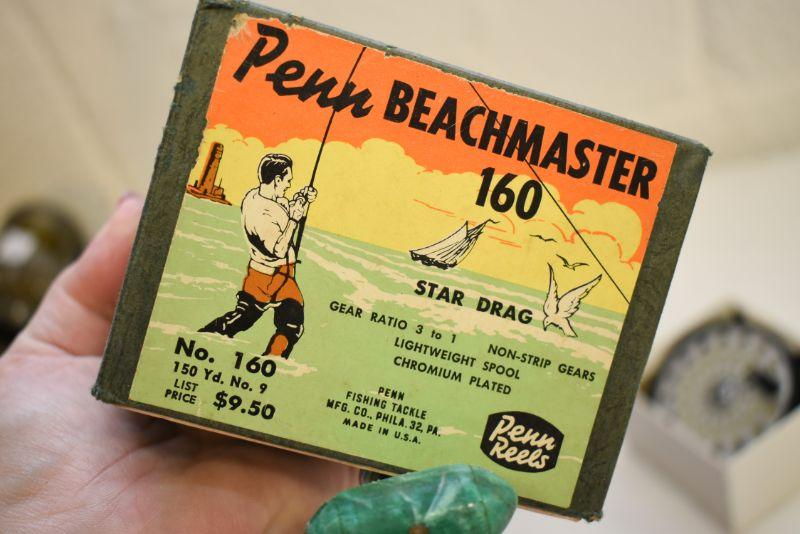 Penn BEACHMASTER
160
STAR DRAG
GEAR RATIO 3 to 1
NON-STRIP GEARS
LIGHTWEIGHT SPOOL
CHROMIUM PLATED
No. 160
150 Yd. No. 9
LIST
PRICE $9.50
PENN
FISHING TACKLE
MFG. CO., PHILA. 32, PA.
MADE IN U.S.A.
Penn
Reels